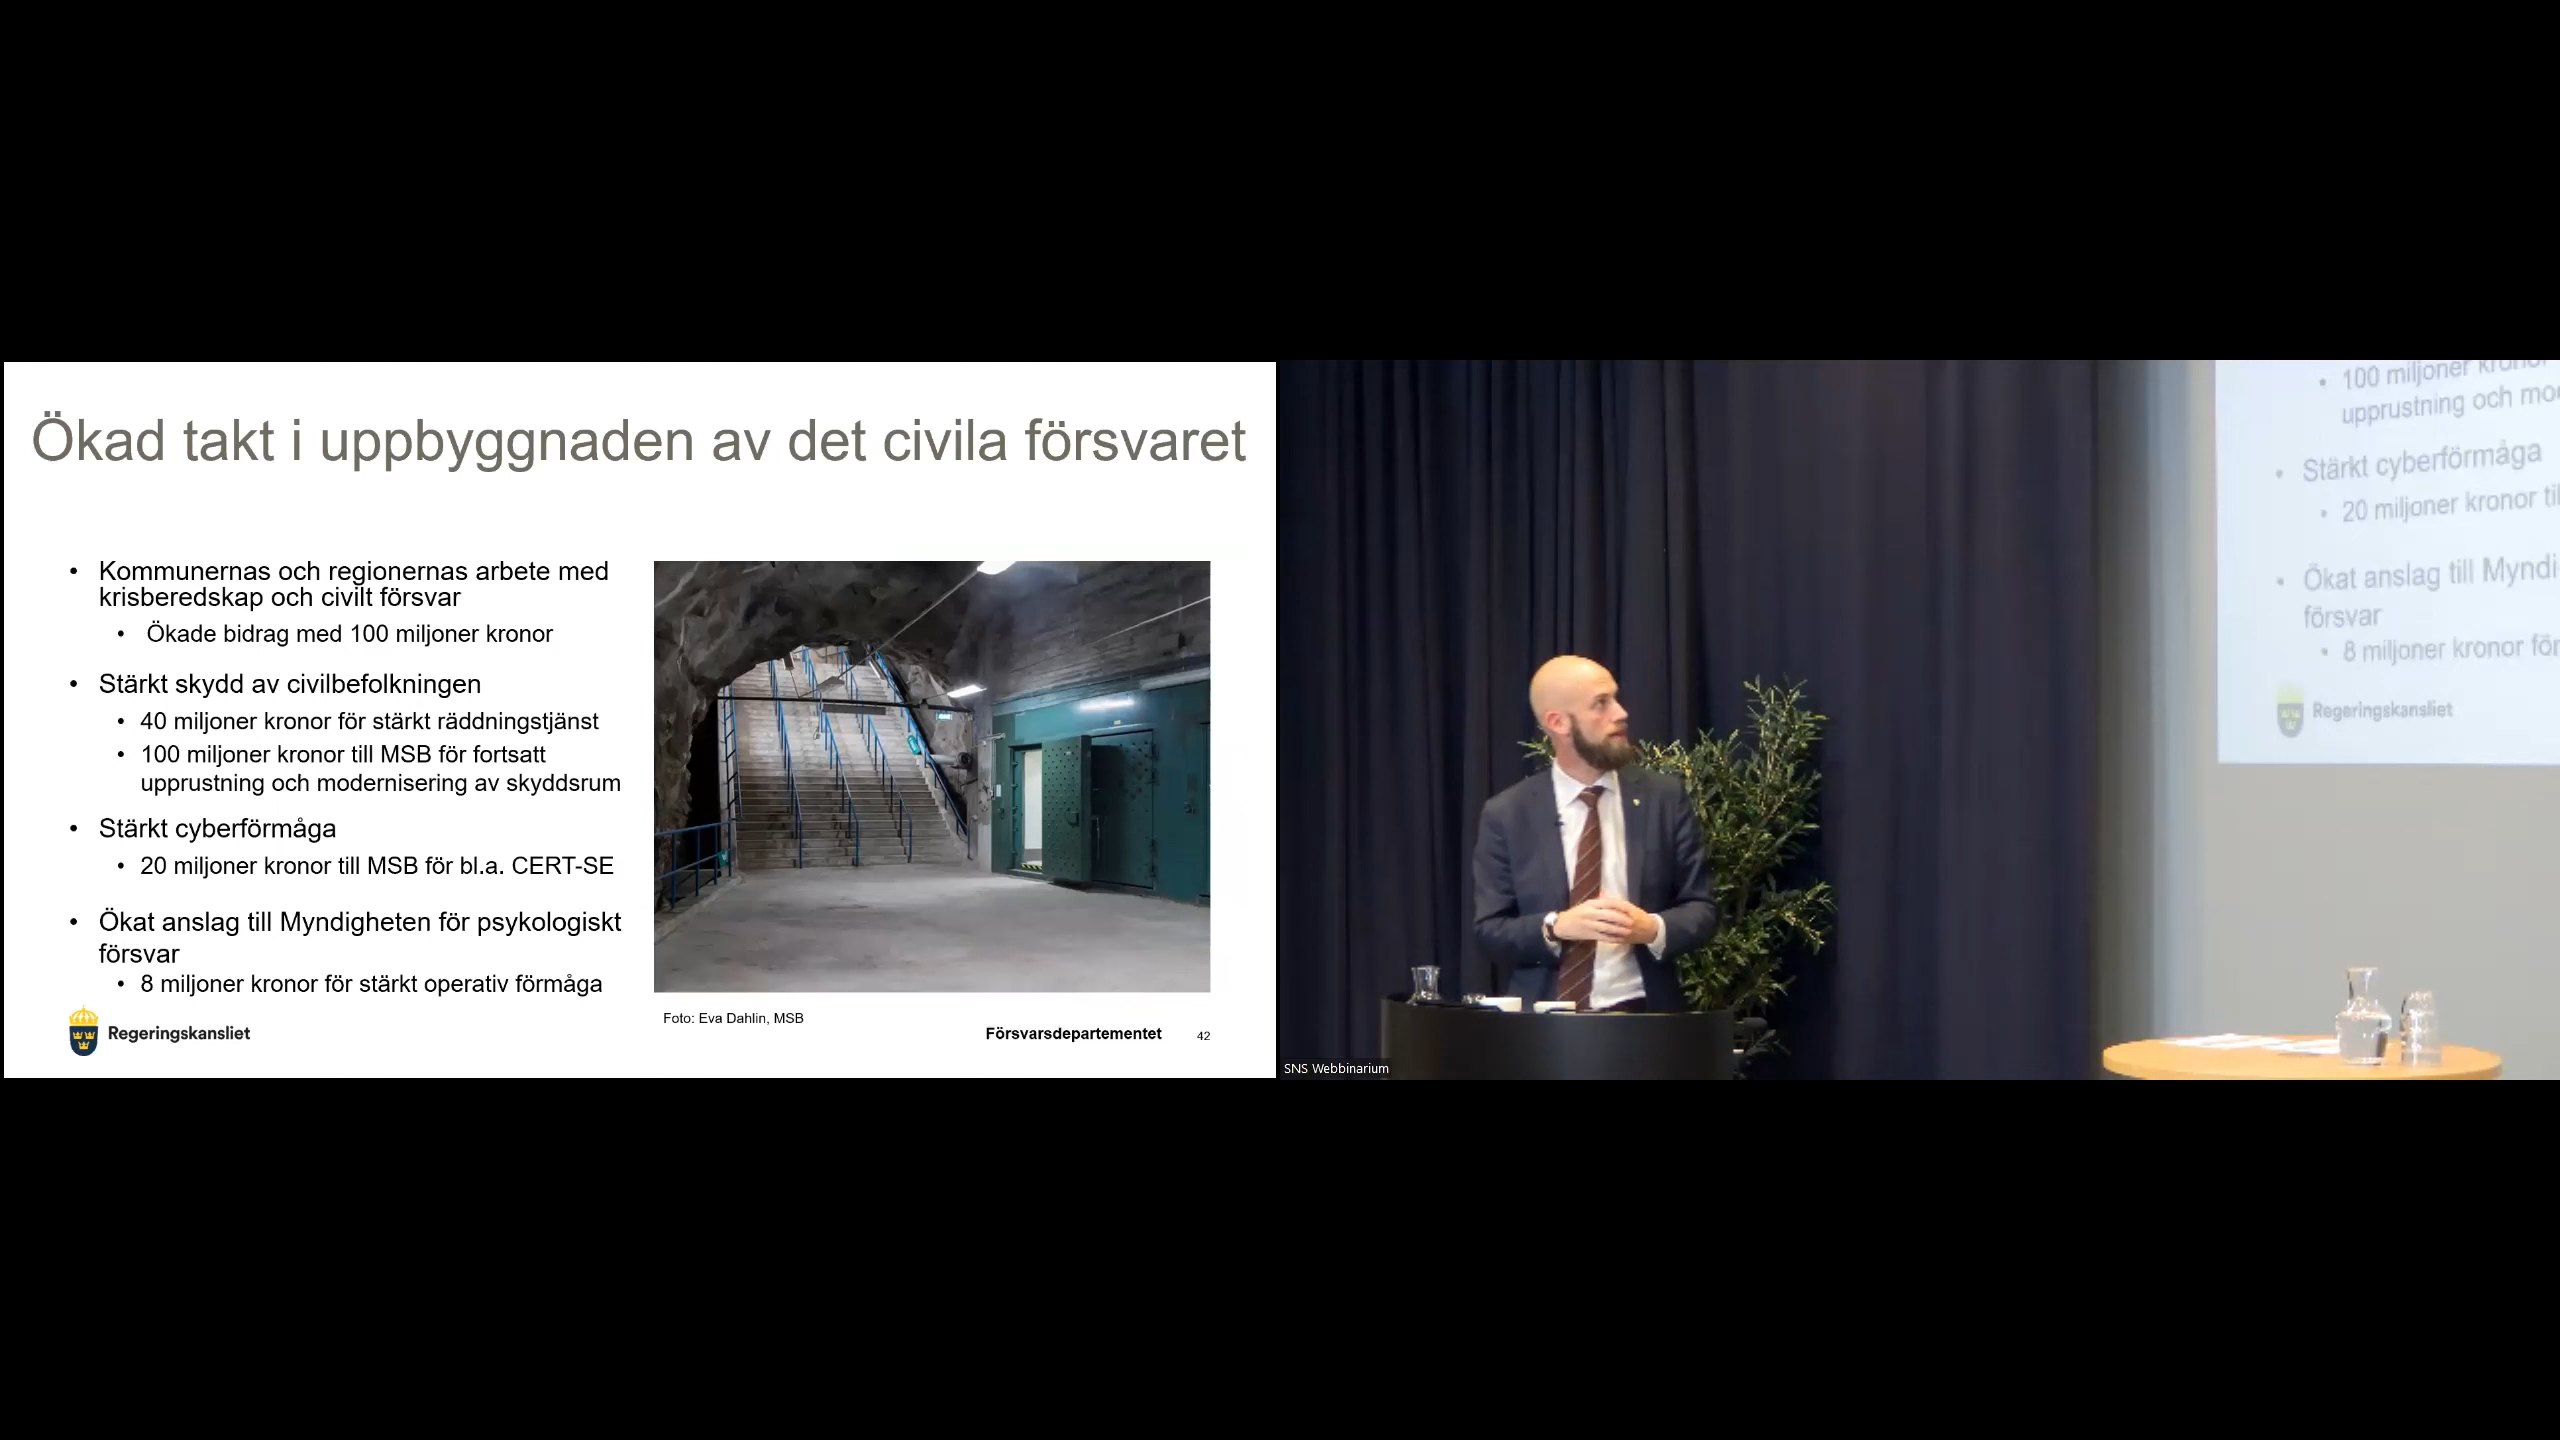 Ökad takt i uppbyggnaden av det civila försvaret
• Kommunernas och regionernas arbete med
krisberedskap och civilt försvar
• Ökade bidrag med 100 miljoner kronor
• Stärkt skydd av civilbefolkningen
• 40 miljoner kronor för stärkt räddningstjänst
• 100 miljoner kronor till MSB för fortsatt
upprustning och modernisering av skyddsrum
• Stärkt cyberförmåga
• 20 miljoner kronor till MSB för bl.a. CERT-SE
• Ökat anslag till Myndigheten för psykologiskt
försvar
• 8 miljoner kronor för stärkt operativ förmåga
Foto: Eva Dahlin, MSB
Regeringskansliet
Försvarsdepartementet
42
• 100 miljoner kronor
upprustning och mo
• Stärkt cyberförmåga
• 20 miljoner kronor til
• Ökat anslag till Myndi
försvar
• 8 miljoner kronor för
Regeringskansliet
SNS Webbinarium